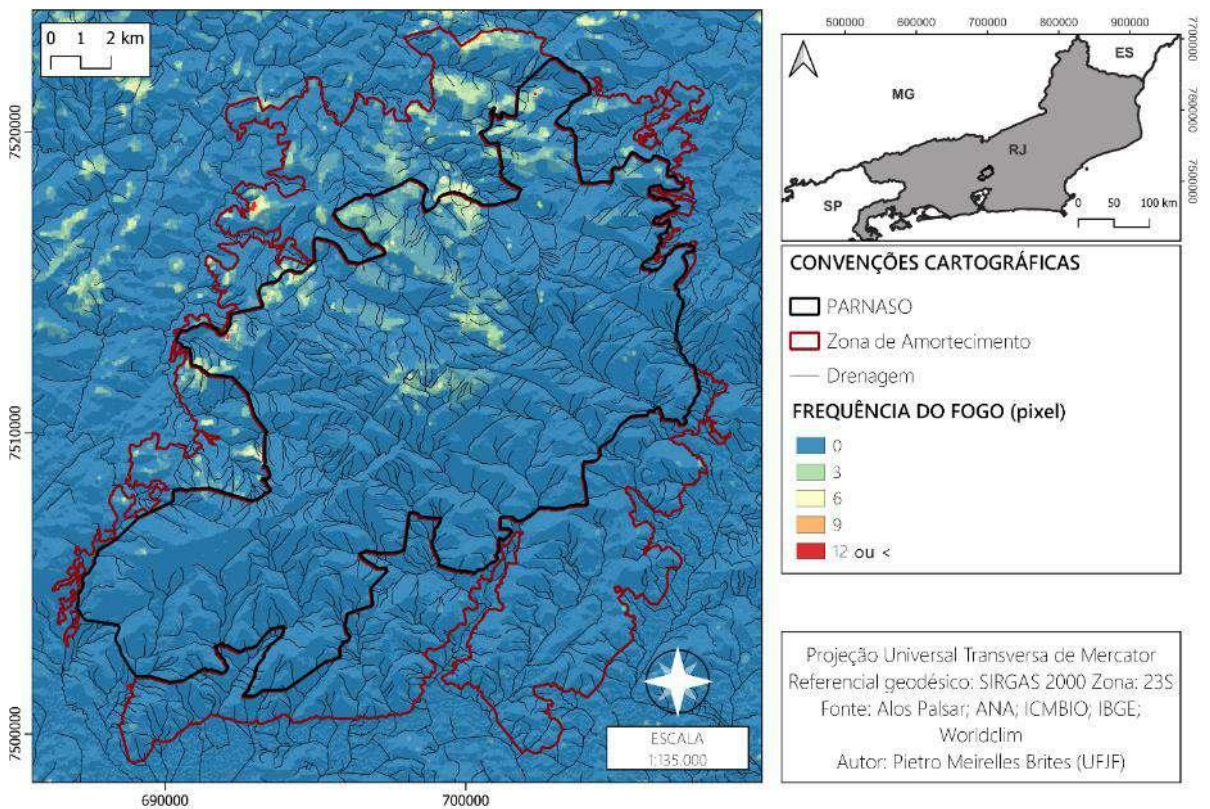 0 1 2 km
7520000
7510000
7500000
690000
700000
ESCALA
1:135.000
500000 600000 700000 800000 900000
7700000
7600000
7500000
ES
MG
RJ
SP
0 50 100 km
CONVENÇÕES CARTOGRÁFICAS
PARNASO
Zona de Amortecimento
Drenagem
FREQUÊNCIA DO FOGO (pixel)
0
3
6
9
12 ou <
Projeção Universal Transversa de Mercator
Referencial geodésico: SIRGAS 2000 Zona: 23S
Fonte: Alos Palsar; ANA; ICMBIO; IBGE;
Worldclim
Autor: Pietro Meirelles Brites (UFJF)